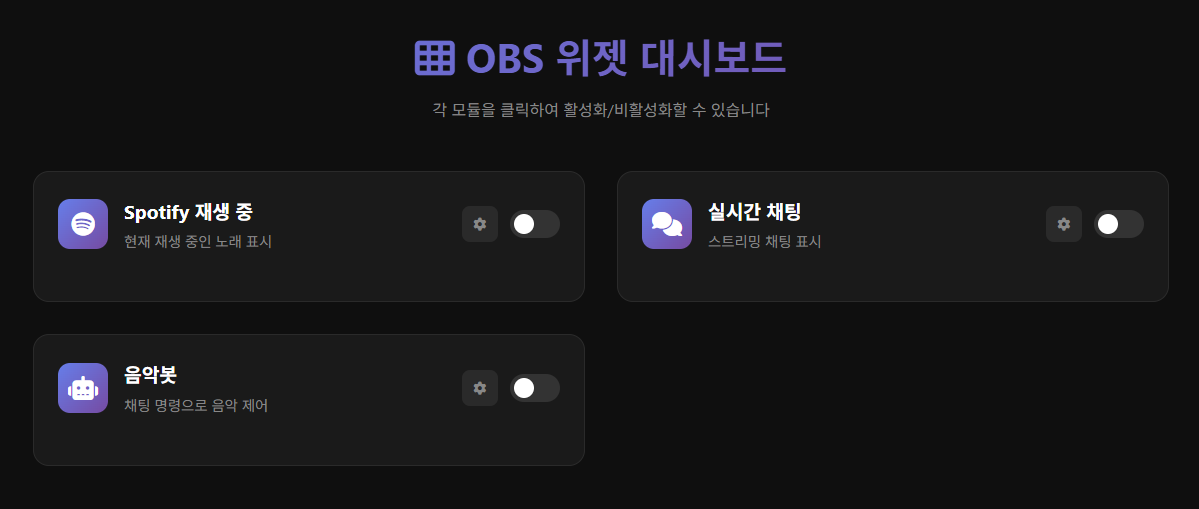 OBS 위젯 대시보드
각 모듈을 클릭하여 활성화/비활성화할 수 있습니다
Spotify 재생 중
현재 재생 중인 노래 표시
실시간 채팅
스트리밍 채팅 표시
음악봇
채팅 명령으로 음악 제어